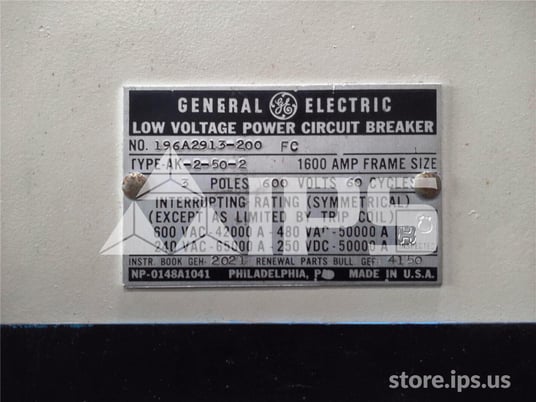 GENERAL GE ELECTRIC
LOW VOLTAGE POWER CIRCUIT BREAKER
NO. 196A2913-200 FC
TYPE-AK-2-50-2 1600 AMP FRAME SIZE
3 POLES 600 VOLTS 60 CYCLES
INTERRUPTING RATING (SYMMETRICAL)
(EXCEPT AS LIMITED BY TRIP COIL)
600 VAC-42000 A-480 VAC-50000 A
240 VAC-65000 A-250 VDC-50000 A
INSTR. BOOK GEH- 2021 RENEWAL PARTS BULL. GEF- 4150
NP-0148A1041 PHILADELPHIA, PA MADE IN U.S.A.
store.ips.us